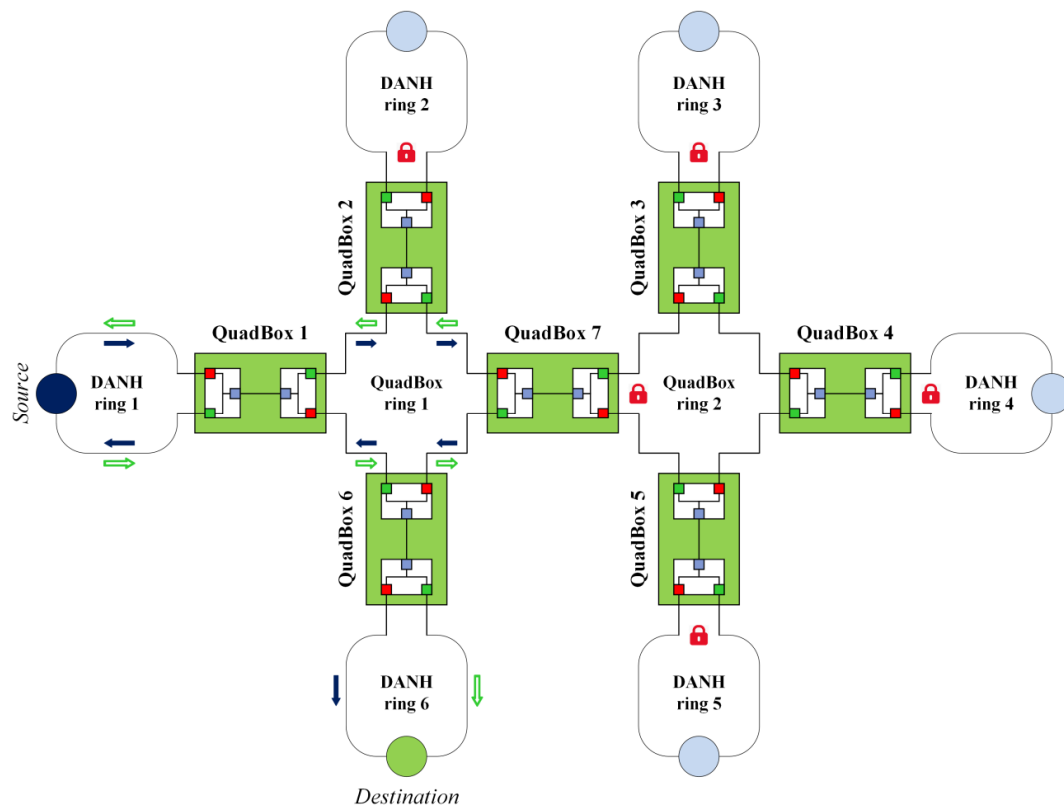 DANH
ring 2
DANH
ring 3
QuadBox 2
QuadBox 3
QuadBox 1
QuadBox 7
QuadBox 4
Source
DANH
ring 1
QuadBox
ring 1
QuadBox
ring 2
DANH
ring 4
QuadBox 6
QuadBox 5
DANH
ring 6
DANH
ring 5
Destination